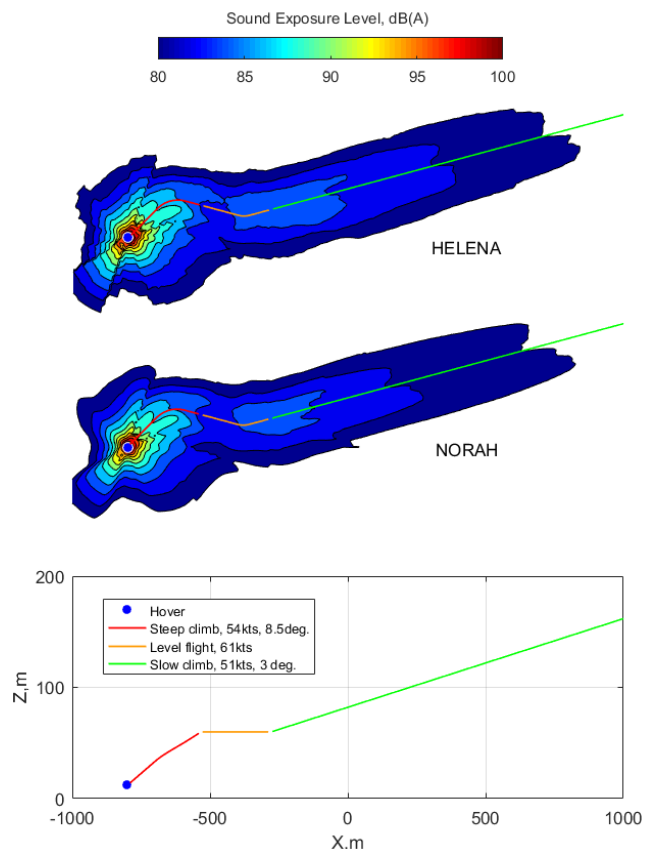 Sound Exposure Level, dB(A)
80 85 90 95 100
HELENA
NORAH
200
100
0
Z,m
Hover
Steep climb, 54kts, 8.5deg.
Level flight, 61kts
Slow climb, 51kts, 3 deg.
-1000 -500 0 500 1000
X,m